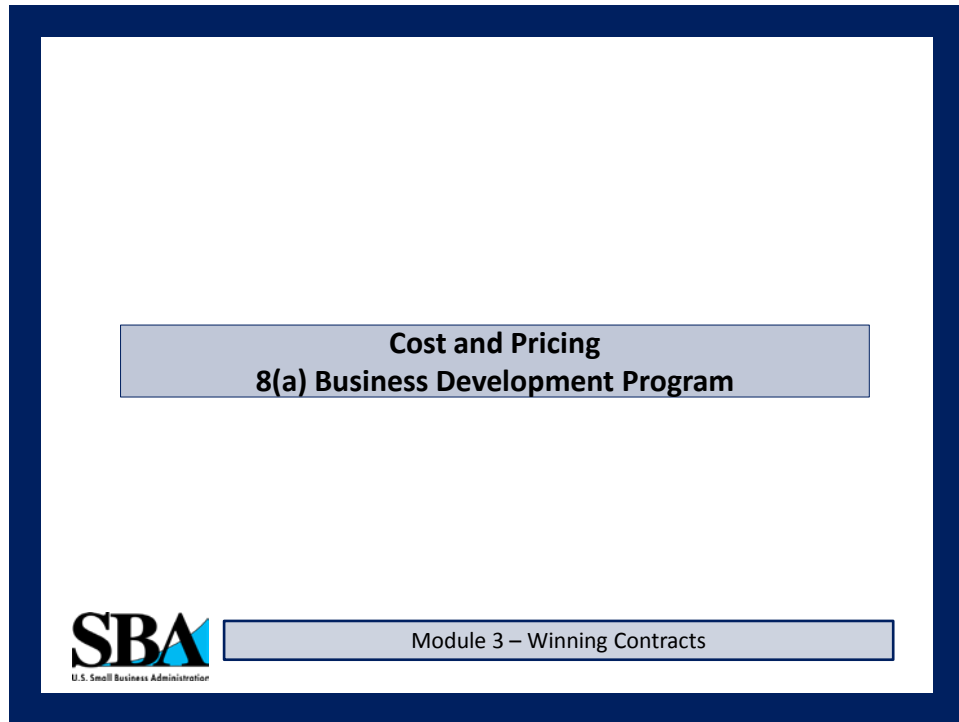 Cost and Pricing
8(a) Business Development Program
SBA
U.S. Small Business Administration
Module 3 – Winning Contracts